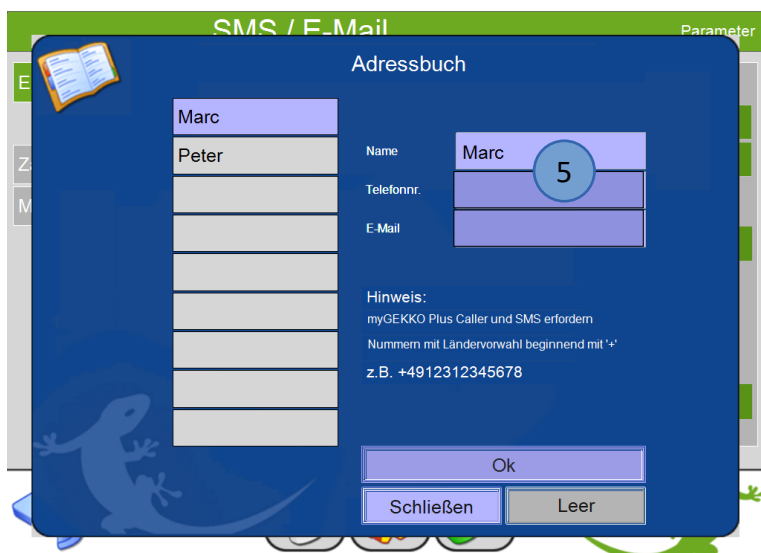 SMS / E-Mail
Parameter
Adressbuch
E
Marc
Peter
Name
Marc
5
Telefonnr.
E-Mail
Z
M
Hinweis:
myGEKKO Plus Caller und SMS erfordern
Nummern mit Ländervorwahl beginnend mit '+'
z.B. +4912312345678
Ok
Schließen
Leer